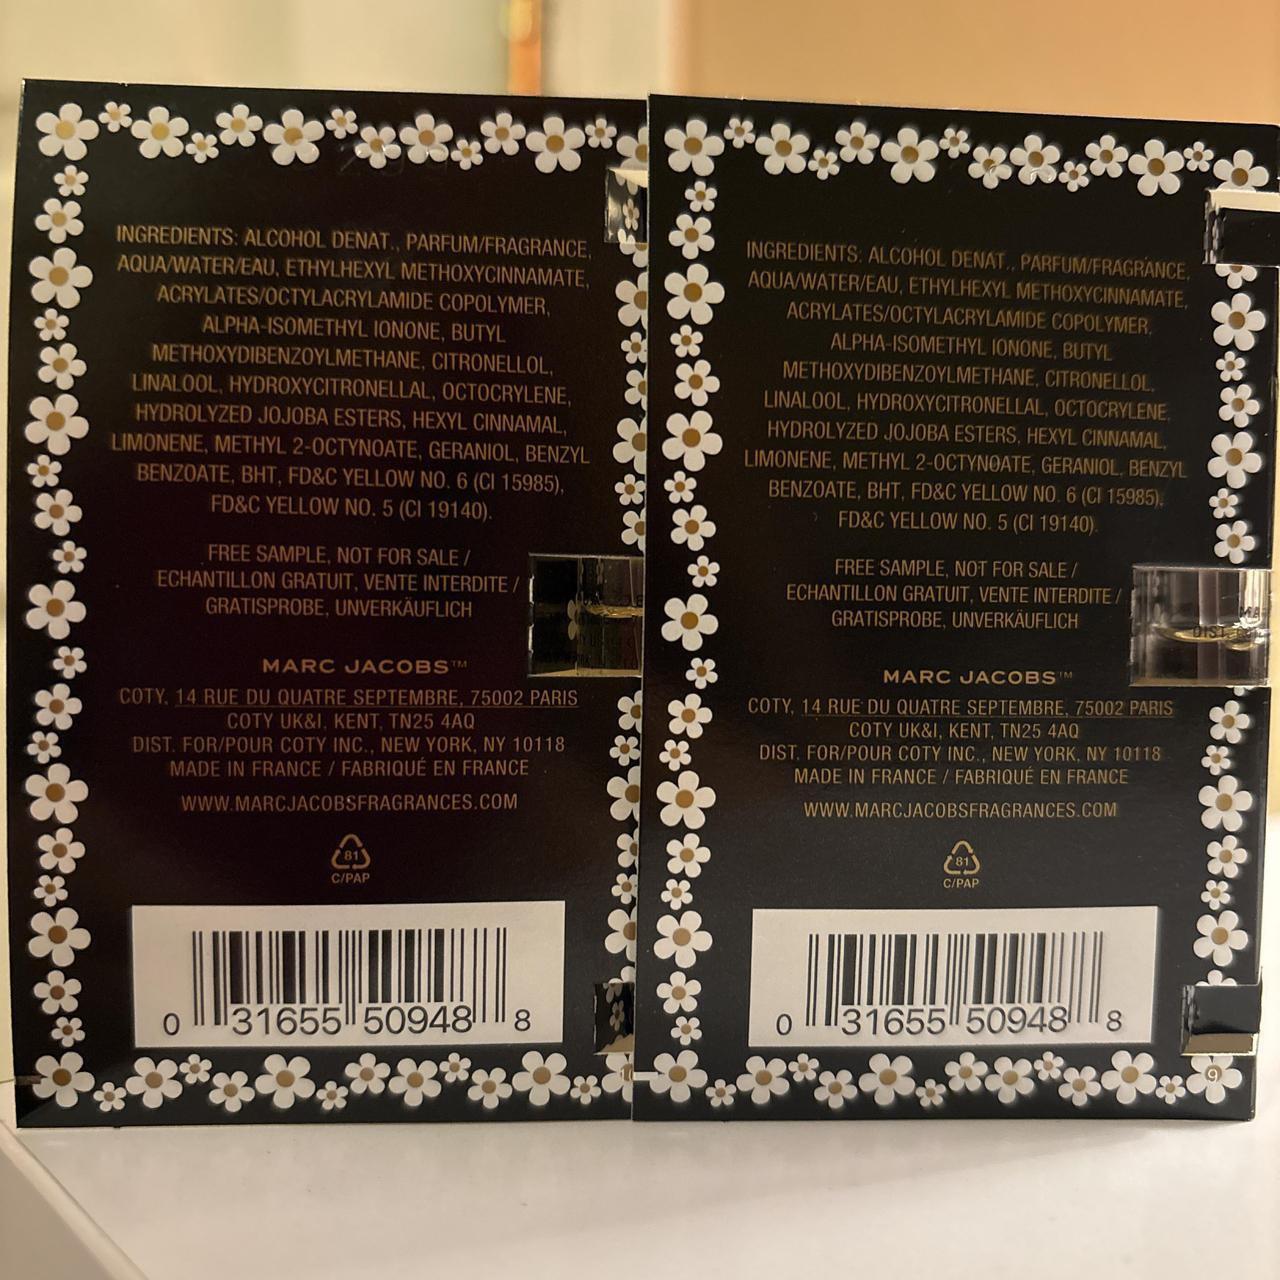 INGREDIENTS: ALCOHOL DENAT., PARFUM/FRAGRANCE,
AQUA/WATER/EAU, ETHYLHEXYL METHOXYCINNAMATE,
ACRYLATES/OCTYLACRYLAMIDE COPOLYMER,
ALPHA-ISOMETHYL IONONE, BUTYL
METHOXYDIBENZOYLMETHANE, CITRONELLOL,
LINALOOL, HYDROXYCITRONELLAL, OCTOCRYLENE,
HYDROLYZED JOJOBA ESTERS, HEXYL CINNAMAL,
LIMONENE, METHYL 2-OCTYNOATE, GERANIOL, BENZYL
BENZOATE, BHT, FD&C YELLOW NO. 6 (CI 15985),
FD&C YELLOW NO. 5 (CI 19140).
FREE SAMPLE, NOT FOR SALE /
ECHANTILLON GRATUIT, VENTE INTERDITE /
GRATISPROBE, UNVERKÄUFLICH
MARC JACOBS™
COTY, 14 RUE DU QUATRE SEPTEMBRE, 75002 PARIS
COTY UK&I, KENT, TN25 4AQ
DIST. FOR/POUR COTY INC., NEW YORK, NY 10118
MADE IN FRANCE / FABRIQUÉ EN FRANCE
WWW.MARCJACOBSFRAGRANCES.COM
81
C/PAP
0 31655 50948 8
10
INGREDIENTS: ALCOHOL DENAT., PARFUM/FRAGRANCE,
AQUA/WATER/EAU, ETHYLHEXYL METHOXYCINNAMATE,
ACRYLATES/OCTYLACRYLAMIDE COPOLYMER,
ALPHA-ISOMETHYL IONONE, BUTYL
METHOXYDIBENZOYLMETHANE, CITRONELLOL,
LINALOOL, HYDROXYCITRONELLAL, OCTOCRYLENE,
HYDROLYZED JOJOBA ESTERS, HEXYL CINNAMAL,
LIMONENE, METHYL 2-OCTYNOATE, GERANIOL, BENZYL
BENZOATE, BHT, FD&C YELLOW NO. 6 (CI 15985),
FD&C YELLOW NO. 5 (CI 19140).
FREE SAMPLE, NOT FOR SALE /
ECHANTILLON GRATUIT, VENTE INTERDITE /
GRATISPROBE, UNVERKÄUFLICH
DIST.
MARC JACOBS™
COTY, 14 RUE DU QUATRE SEPTEMBRE, 75002 PARIS
COTY UK&I, KENT, TN25 4AQ
DIST. FOR/POUR COTY INC., NEW YORK, NY 10118
MADE IN FRANCE / FABRIQUÉ EN FRANCE
WWW.MARCJACOBSFRAGRANCES.COM
81
C/PAP
0 31655 50948 8
9